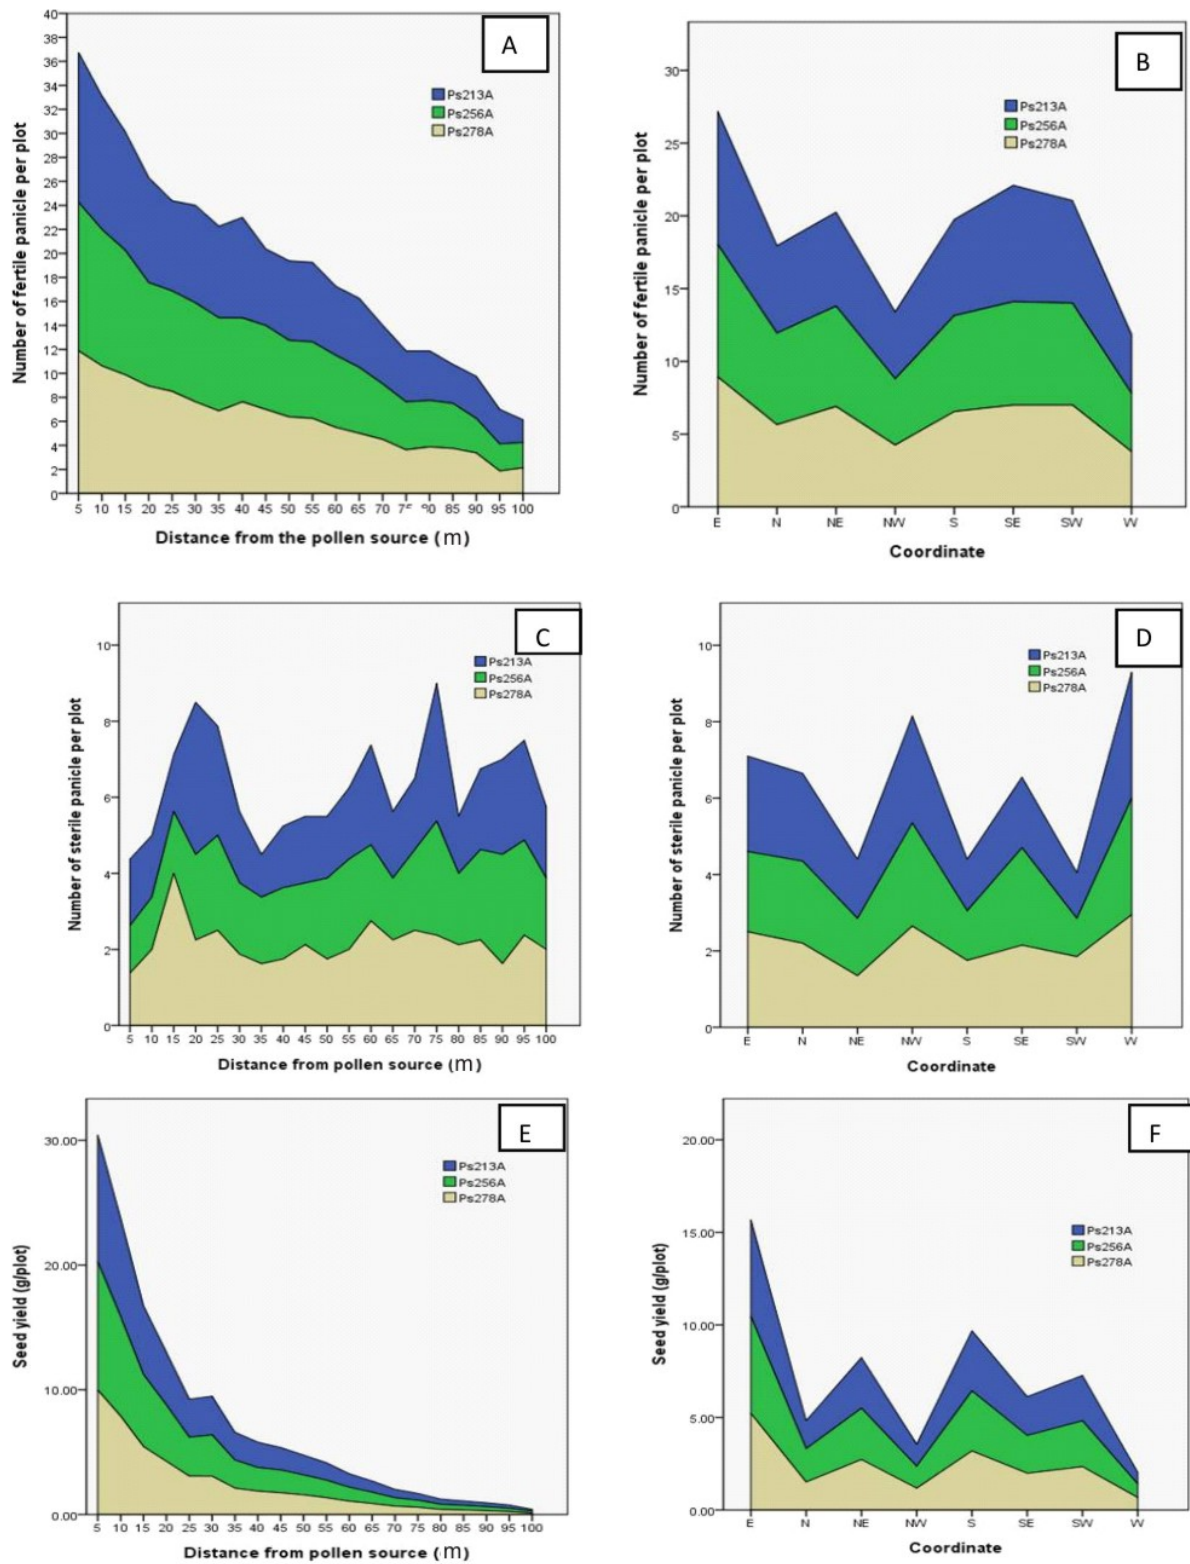 A
Ps213A
Ps256A
Ps278A
Number of fertile panicle per plot
40
38
36
34
32
30
28
26
24
22
20
18
16
14
12
10
8
6
4
2
0
5 10 15 20 25 30 35 40 45 50 55 60 65 70 75 80 85 90 95 100
Distance from the pollen source (m)
B
Ps213A
Ps256A
Ps278A
Number of fertile panicle per plot
30
25
20
15
10
5
0
E N NE NW S SE SW W
Coordinate
C
Ps213A
Ps256A
Ps278A
Number of sterile panicle per plot
10
8
6
4
2
0
5 10 15 20 25 30 35 40 45 50 55 60 65 70 75 80 85 90 95 100
Distance from pollen source (m)
D
Ps213A
Ps256A
Ps278A
Number of sterile panicle per plot
10
8
6
4
2
0
E N NE NW S SE SW W
Coordinate
E
Ps213A
Ps256A
Ps278A
Seed yield (g/plot)
30.00
20.00
10.00
0.00
5 10 15 20 25 30 35 40 45 50 55 60 65 70 75 80 85 90 95 100
Distance from pollen source (m)
F
Ps213A
Ps256A
Ps278A
Seed yield (g/plot)
20.00
15.00
10.00
5.00
0.00
E N NE NW S SE SW W
Coordinate